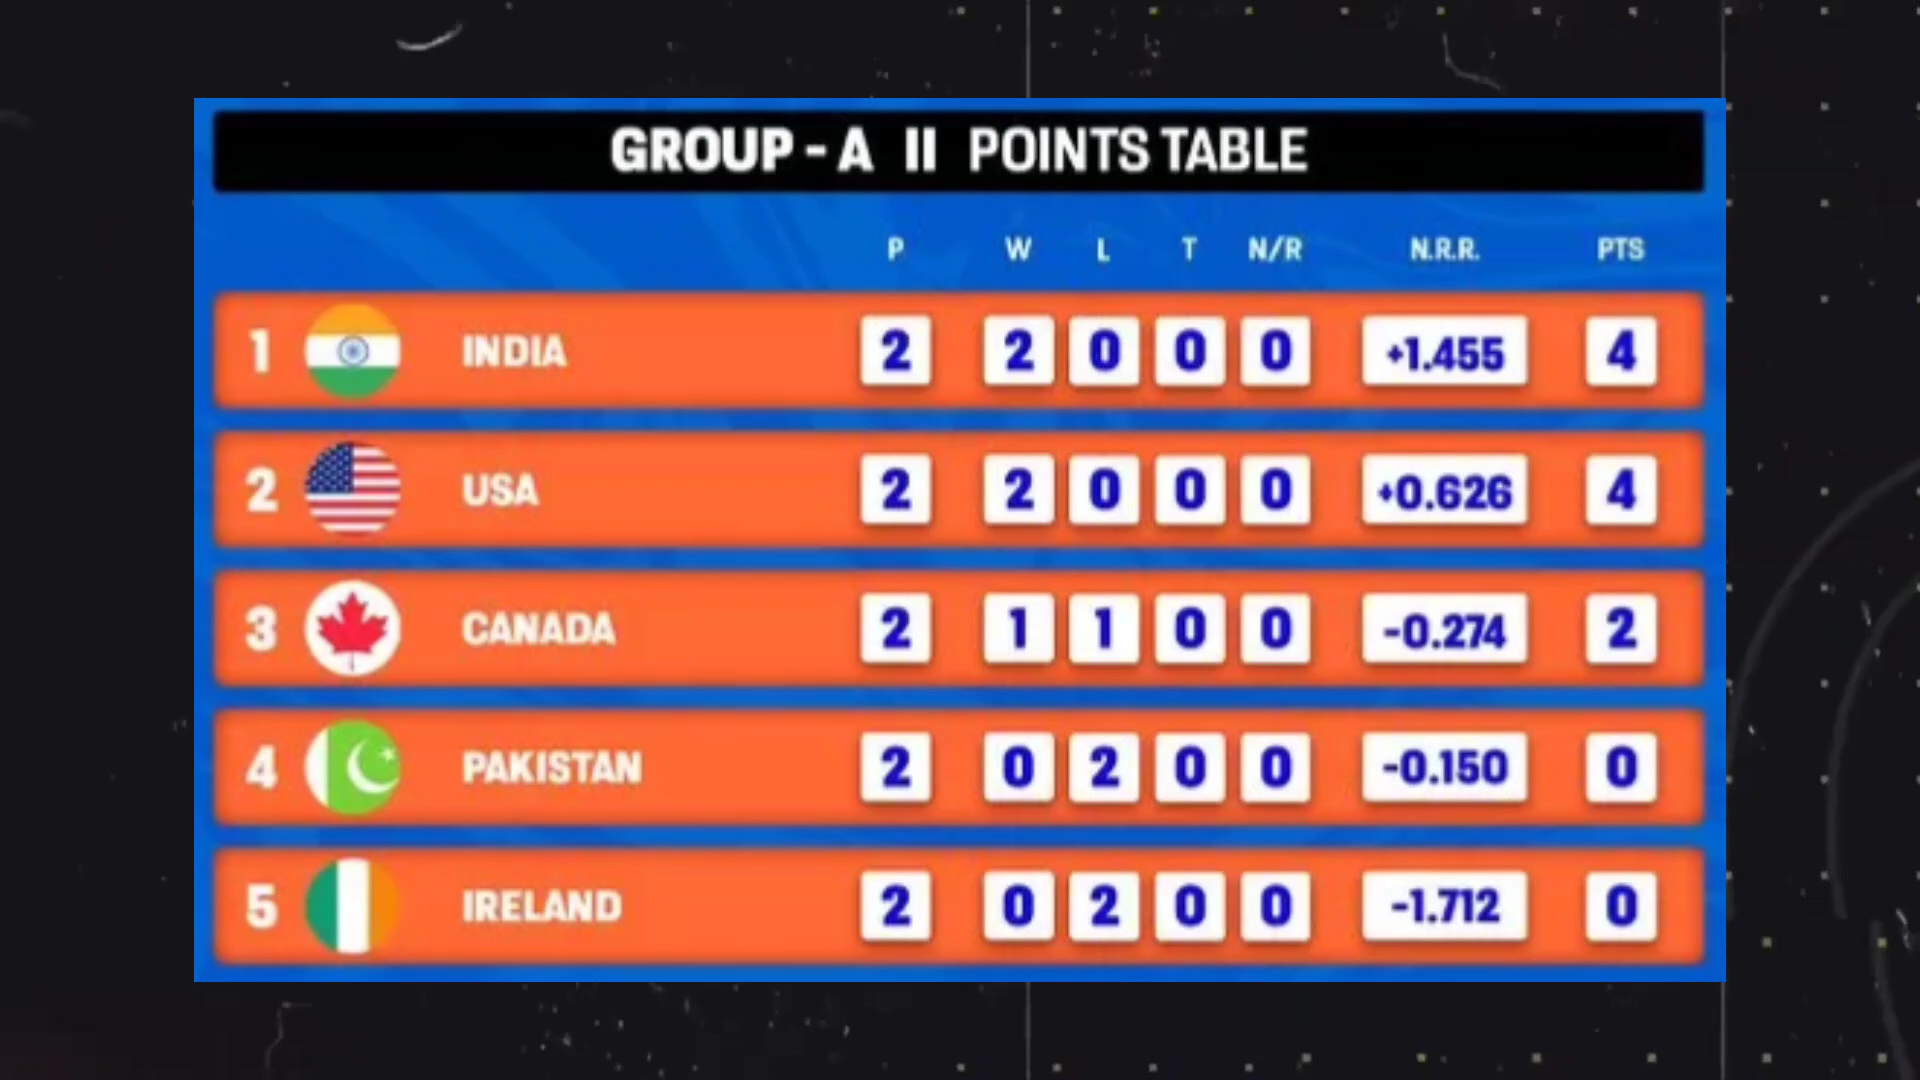 GROUP - A II POINTS TABLE
P W L T N/R N.R.R. PTS
1 INDIA 2 2 0 0 0 +1.455 4
2 USA 2 2 0 0 0 +0.626 4
3 CANADA 2 1 1 0 0 -0.274 2
4 PAKISTAN 2 0 2 0 0 -0.150 0
5 IRELAND 2 0 2 0 0 -1.712 0